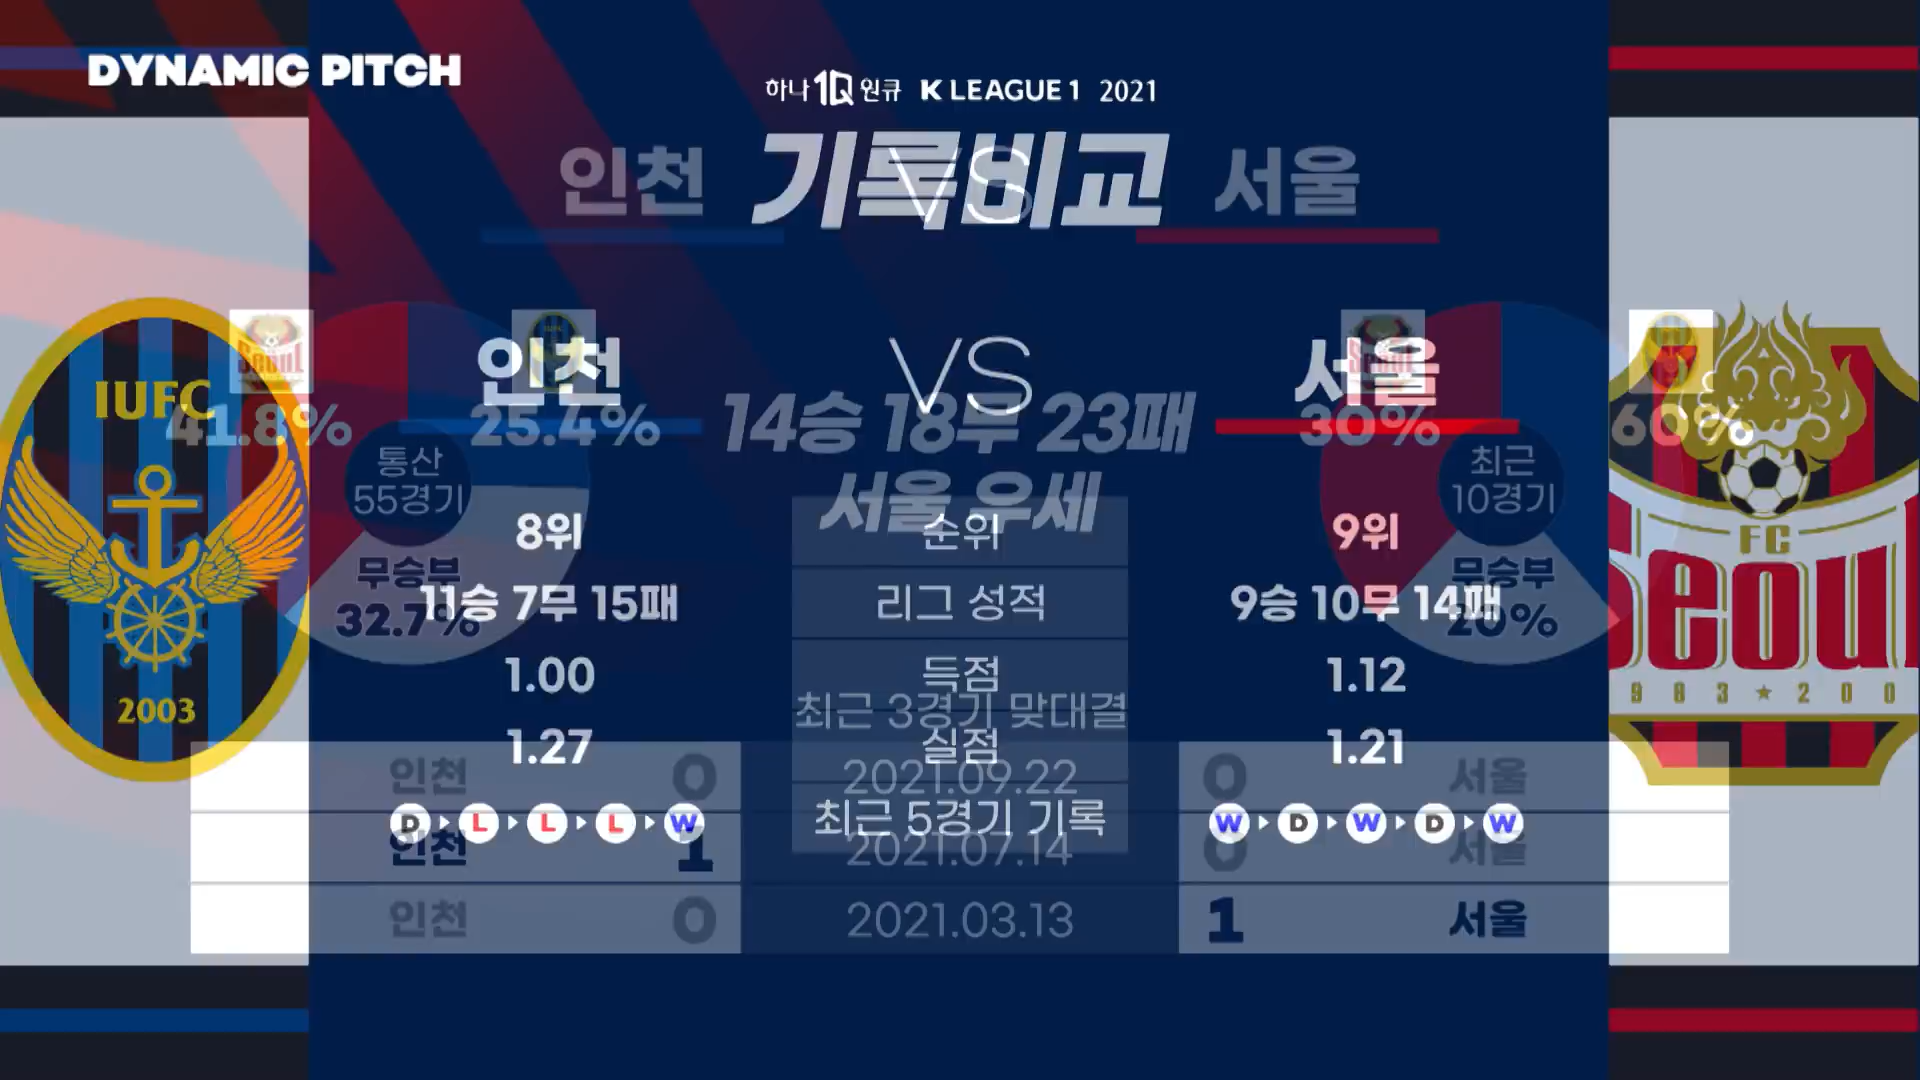 DYNAMIC PITCH
하나 1Q 원큐 K LEAGUE 1 2021
기록비교
인천 VS 서울
인천 VS 서울
41.8% 25.4% 30% 60%
14승 18무 23패
서울 우세
통산
55경기
무승부
32.7%
최근
10경기
무승부
20%
8위 순위 9위
11승 7무 15패 리그 성적 9승 10무 14패
1.00 득점 1.12
1.27 실점 1.21
D L L L W 최근 5경기 기록 W D W D W
최근 3경기 맞대결
인천 0 2021.09.22 0 서울
인천 1 2021.07.14 0 서울
인천 0 2021.03.13 1 서울
IUFC
2003
FC
Seoul
983★200
Seoul